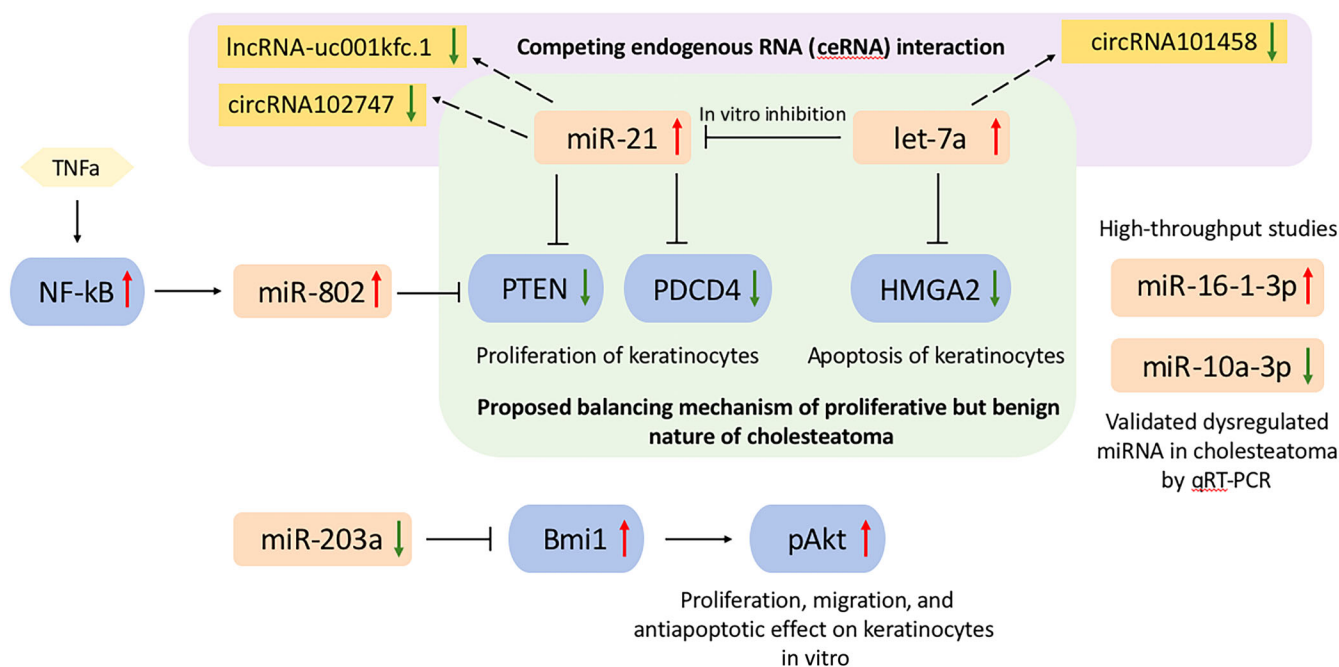 lncRNA-uc001kfc.1
Competing endogenous RNA (ceRNA) interaction
circRNA101458
circRNA102747
In vitro inhibition
miR-21
let-7a
TNFa
High-throughput studies
NF-kB
miR-802
PTEN
PDCD4
HMGA2
miR-16-1-3p
Proliferation of keratinocytes
Apoptosis of keratinocytes
miR-10a-3p
Proposed balancing mechanism of proliferative but benign
nature of cholesteatoma
Validated dysregulated
miRNA in cholesteatoma
by qRT-PCR
miR-203a
Bmi1
pAkt
Proliferation, migration, and
antiapoptotic effect on keratinocytes
in vitro